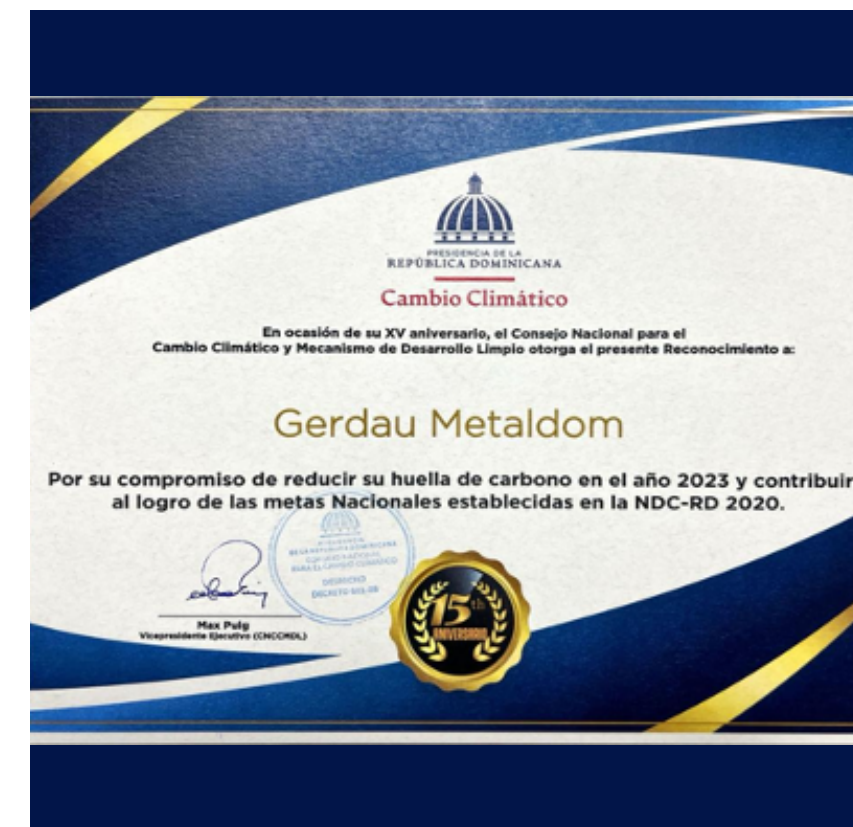 PRESIDENCIA DE LA
REPÚBLICA DOMINICANA
Cambio Climático
En ocasión de su XV aniversario, el Consejo Nacional para el
Cambio Climático y Mecanismo de Desarrollo Limpio otorga el presente Reconocimiento a:
Gerdau Metaldom
Por su compromiso de reducir su huella de carbono en el año 2023 y contribuir
al logro de las metas Nacionales establecidas en la NDC-RD 2020.
DESPACHO
Max Puig
Vicepresidente Ejecutivo (CNCCMDL)
15th
ANIVERSARIO